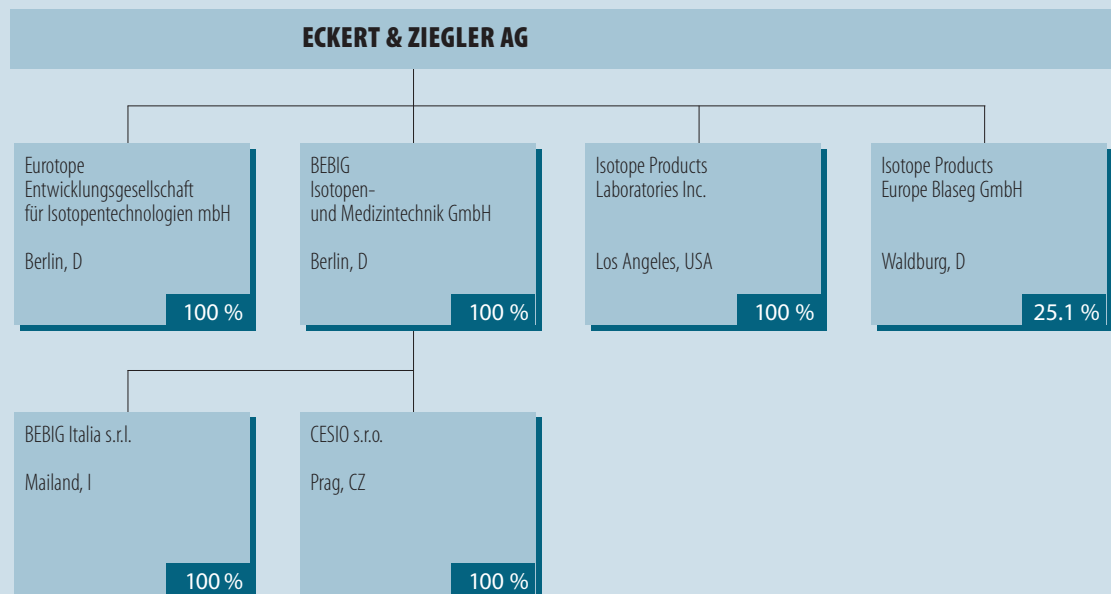 ECKERT & ZIEGLER AG
Eurotope
Entwicklungsgesellschaft
für Isotopentechnologien mbH
Berlin, D
100 %
BEBIG
Isotopen-
und Medizintechnik GmbH
Berlin, D
100 %
Isotope Products
Laboratories Inc.
Los Angeles, USA
100 %
Isotope Products
Europe Blaseg GmbH
Waldburg, D
25.1 %
BEBIG Italia s.r.l.
Mailand, I
100 %
CESIO s.r.o.
Prag, CZ
100 %